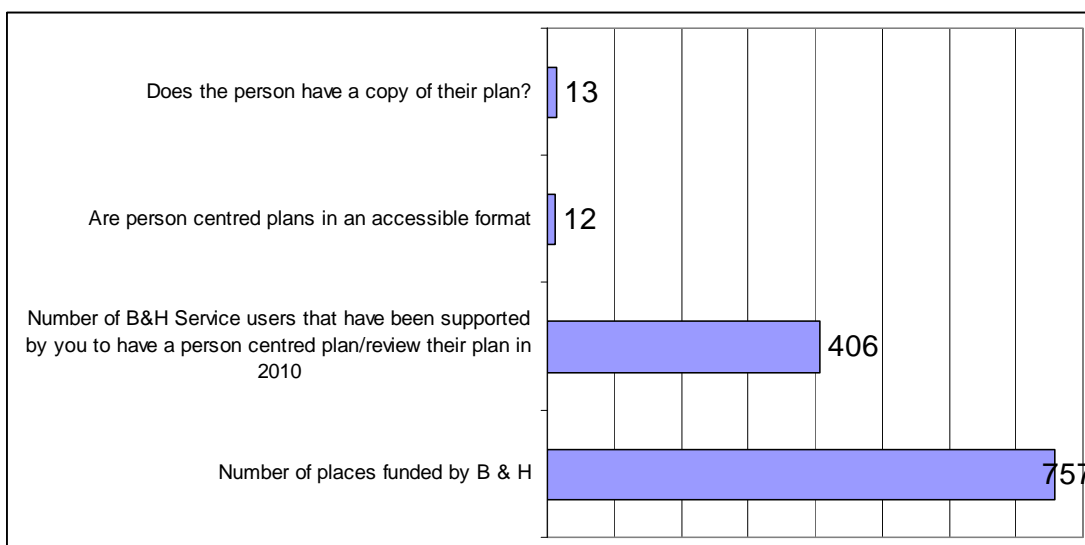 Does the person have a copy of their plan?
13
Are person centred plans in an accessible format
12
Number of B&H Service users that have been supported
by you to have a person centred plan/review their plan in
2010
406
Number of places funded by B & H
757